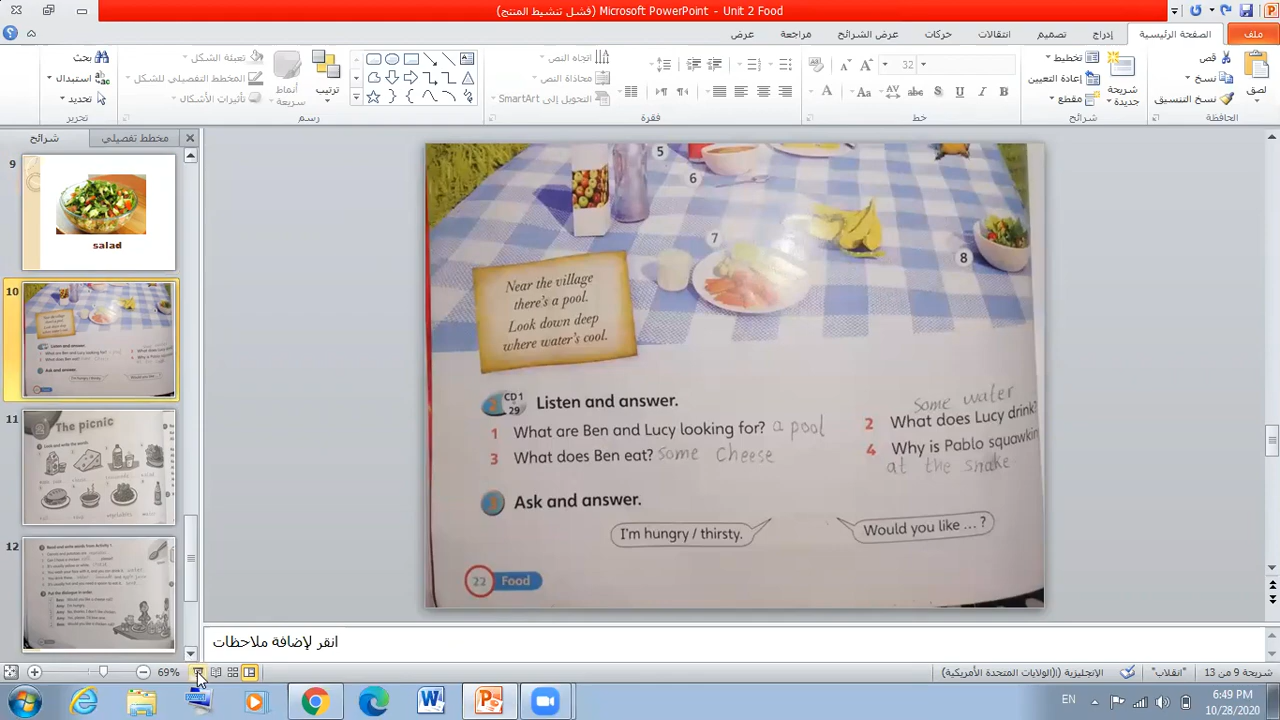 Microsoft PowerPoint - Unit 2 Food (فشل تنشيط المنتج)
ملف
الصفحة الرئيسية
إدراج
تصميم
انتقالات
حركات
عرض الشرائح
مراجعة
عرض
لصق
قص
نسخ
نسخ التنسيق
الحافظة
شريحة جديدة
تخطيط
إعادة التعيين
مقطع
شرائح
32
خط
فقرة
اتجاه النص
محاذاة النص
التحويل إلى SmartArt
ترتيب
أنماط سريعة
تعبئة الشكل
المخطط التفصيلي للشكل
تأثيرات الشكل
رسم
بحث
استبدال
تحديد
تحرير
شرائح
مخطط تفصيلي
9
salad
10
11
The picnic
12
5
6
7
8
Near the village
there's a pool.
Look down deep
where water's cool.
CD1
29
Listen and answer.
1 What are Ben and Lucy looking for? a pool
Some water
2 What does Lucy drink?
3 What does Ben eat? Some Cheese
4 Why is Pablo squawkin
at the snake
Ask and answer.
I'm hungry / thirsty.
Would you like ... ?
22 Food
انقر لإضافة ملاحظات
شريحة 9 من 13
"انقلاب"
الإنجليزية (الولايات المتحدة الأمريكية)
69%
EN
6:49 PM
10/28/2020